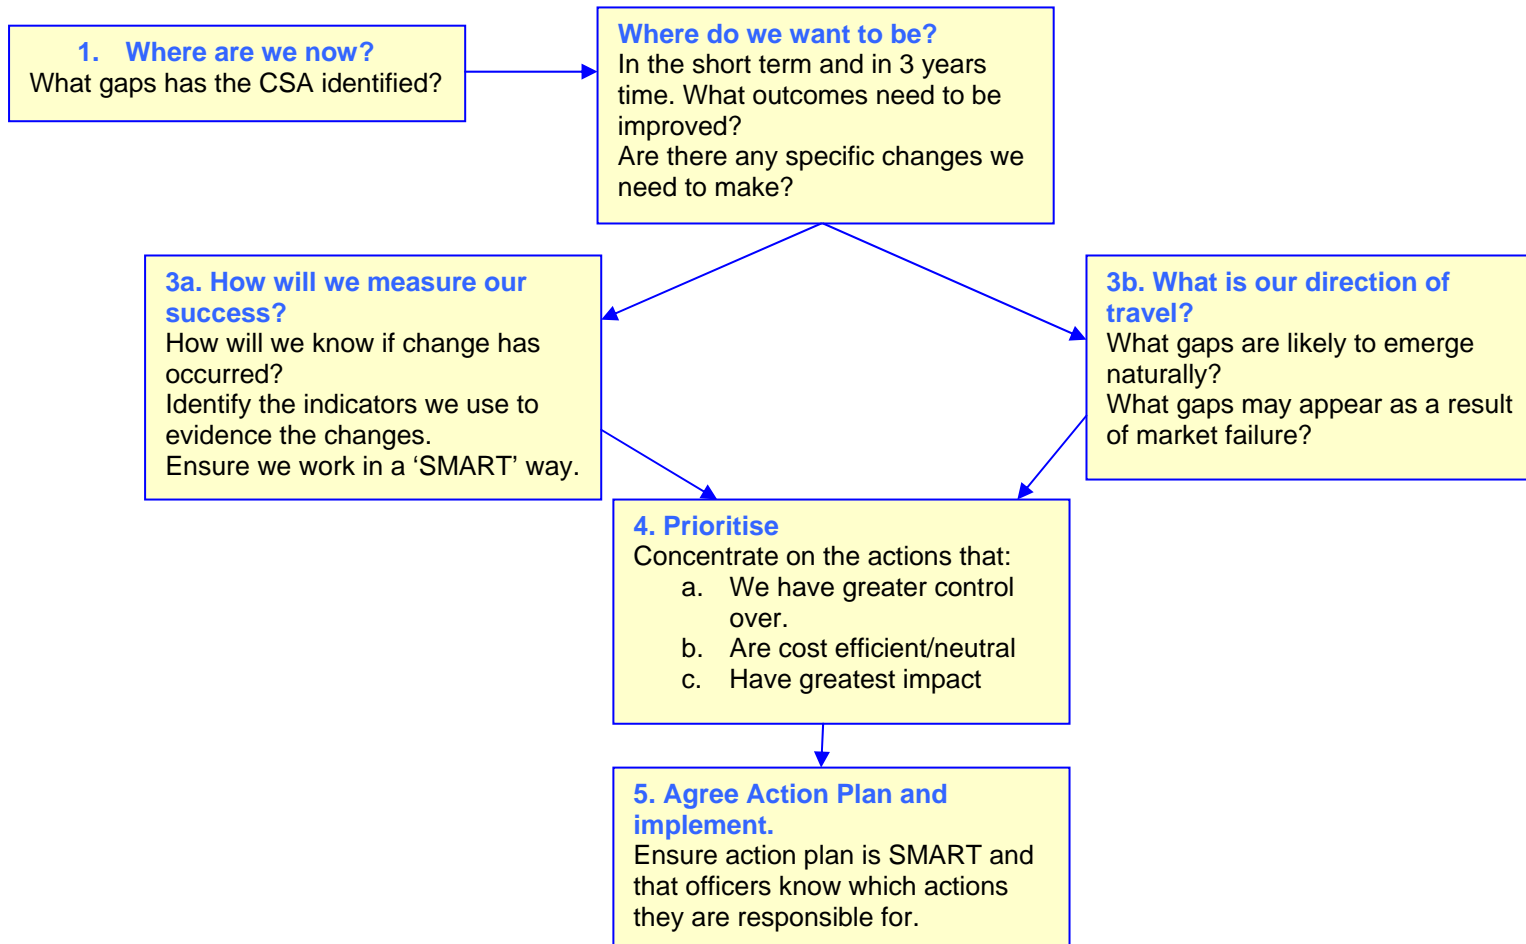 1. Where are we now?
What gaps has the CSA identified?
Where do we want to be?
In the short term and in 3 years
time. What outcomes need to be
improved?
Are there any specific changes we
need to make?
3a. How will we measure our
success?
How will we know if change has
occurred?
Identify the indicators we use to
evidence the changes.
Ensure we work in a ‘SMART’ way.
3b. What is our direction of
travel?
What gaps are likely to emerge
naturally?
What gaps may appear as a result
of market failure?
4. Prioritise
Concentrate on the actions that:
a. We have greater control
over.
b. Are cost efficient/neutral
c. Have greatest impact
5. Agree Action Plan and
implement.
Ensure action plan is SMART and
that officers know which actions
they are responsible for.